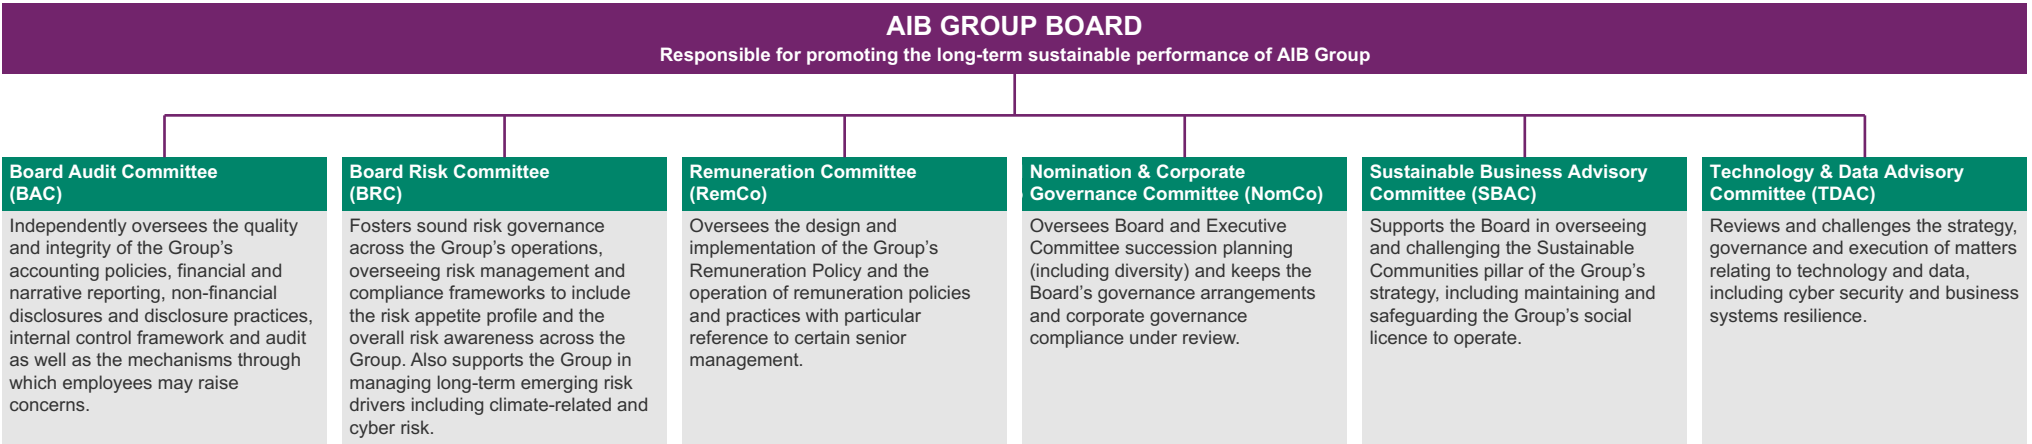 AIB GROUP BOARD
Responsible for promoting the long-term sustainable performance of AIB Group
Board Audit Committee
(BAC)
Independently oversees the quality
and integrity of the Group's
accounting policies, financial and
narrative reporting, non-financial
disclosures and disclosure practices,
internal control framework and audit
as well as the mechanisms through
which employees may raise
concerns.
Board Risk Committee
(BRC)
Fosters sound risk governance
across the Group's operations,
overseeing risk management and
compliance frameworks to include
the risk appetite profile and the
overall risk awareness across the
Group. Also supports the Group in
managing long-term emerging risk
drivers including climate-related and
cyber risk.
Remuneration Committee
(RemCo)
Oversees the design and
implementation of the Group's
Remuneration Policy and the
operation of remuneration policies
and practices with particular
reference to certain senior
management.
Nomination & Corporate
Governance Committee (NomCo)
Oversees Board and Executive
Committee succession planning
(including diversity) and keeps the
Board's governance arrangements
and corporate governance
compliance under review.
Sustainable Business Advisory
Committee (SBAC)
Supports the Board in overseeing
and challenging the Sustainable
Communities pillar of the Group's
strategy, including maintaining and
safeguarding the Group's social
licence to operate.
Technology & Data Advisory
Committee (TDAC)
Reviews and challenges the strategy,
governance and execution of matters
relating to technology and data,
including cyber security and business
systems resilience.